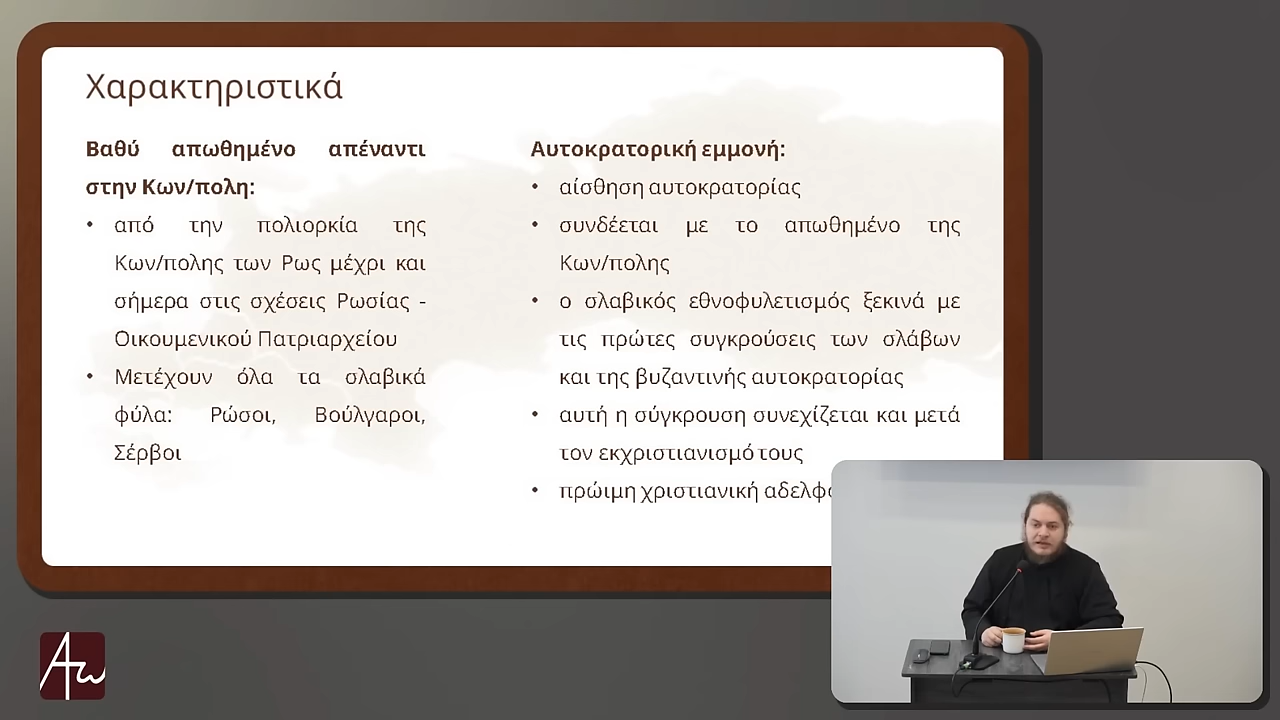 Χαρακτηριστικά
Βαθύ απωθημένο απέναντι
στην Κων/πολη:
• από την πολιορκία της
Κων/πολης των Ρως μέχρι και
σήμερα στις σχέσεις Ρωσίας -
Οικουμενικού Πατριαρχείου
• Μετέχουν όλα τα σλαβικά
φύλα: Ρώσοι, Βούλγαροι,
Σέρβοι
Αυτοκρατορική εμμονή:
• αίσθηση αυτοκρατορίας
• συνδέεται με το απωθημένο της
Κων/πολης
• ο σλαβικός εθνοφυλετισμός ξεκινά με
τις πρώτες συγκρούσεις των σλάβων
και της βυζαντινής αυτοκρατορίας
• αυτή η σύγκρουση συνεχίζεται και μετά
τον εκχριστιανισμό τους
• πρώιμη χριστιανική
Αω